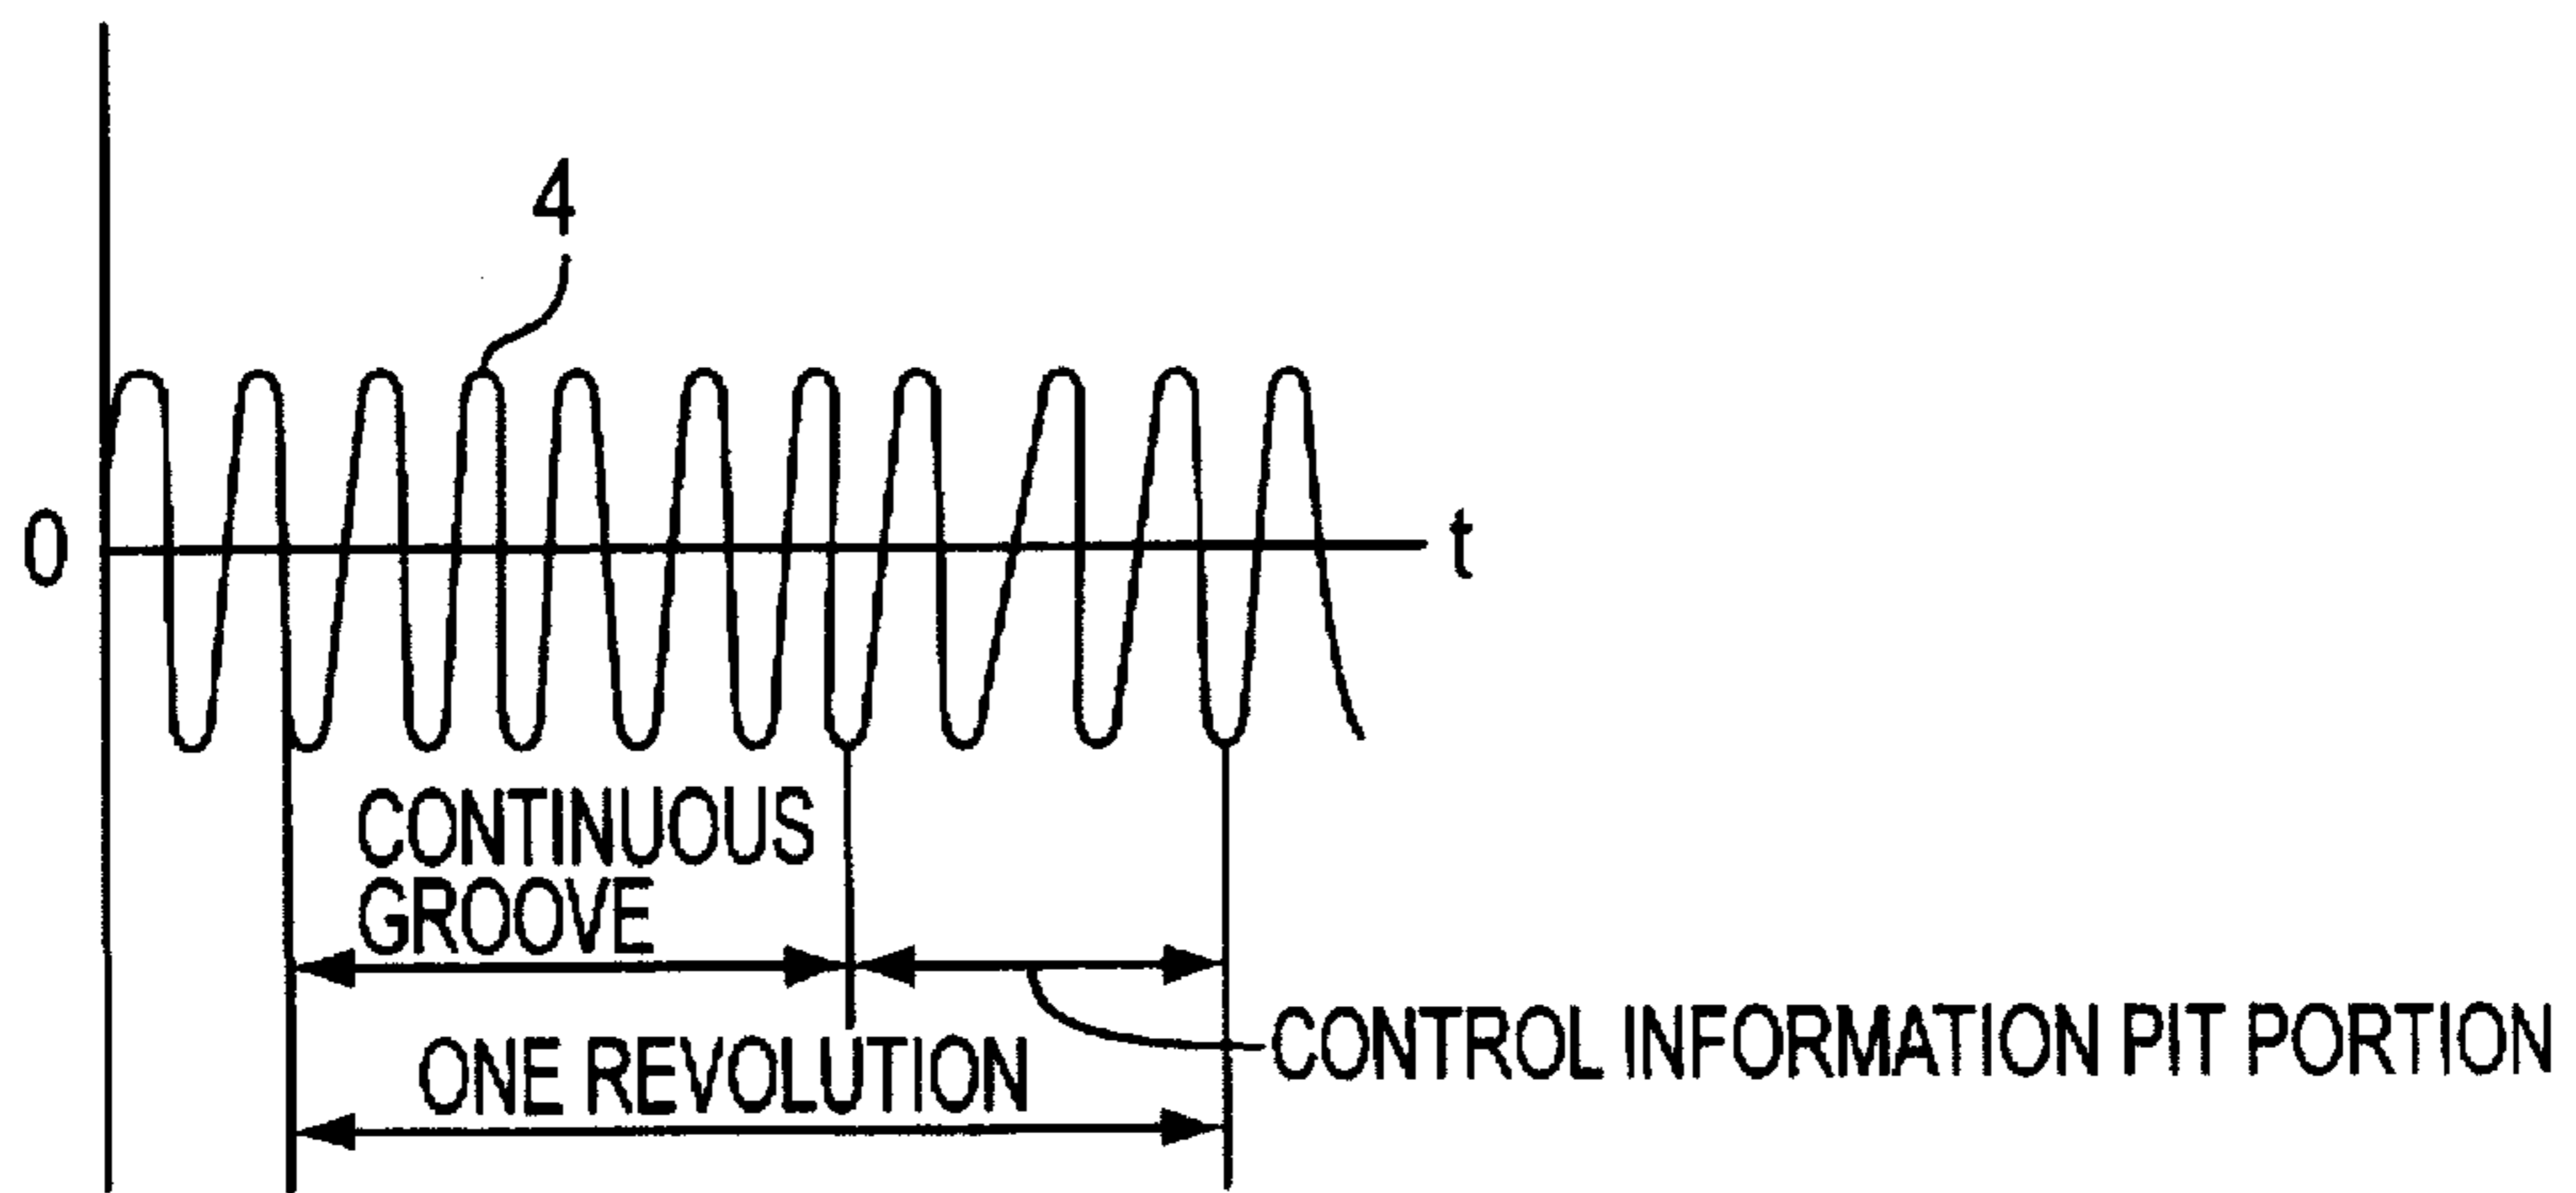 4
0
t
CONTINUOUS
GROOVE
ONE REVOLUTION
CONTROL INFORMATION PIT PORTION